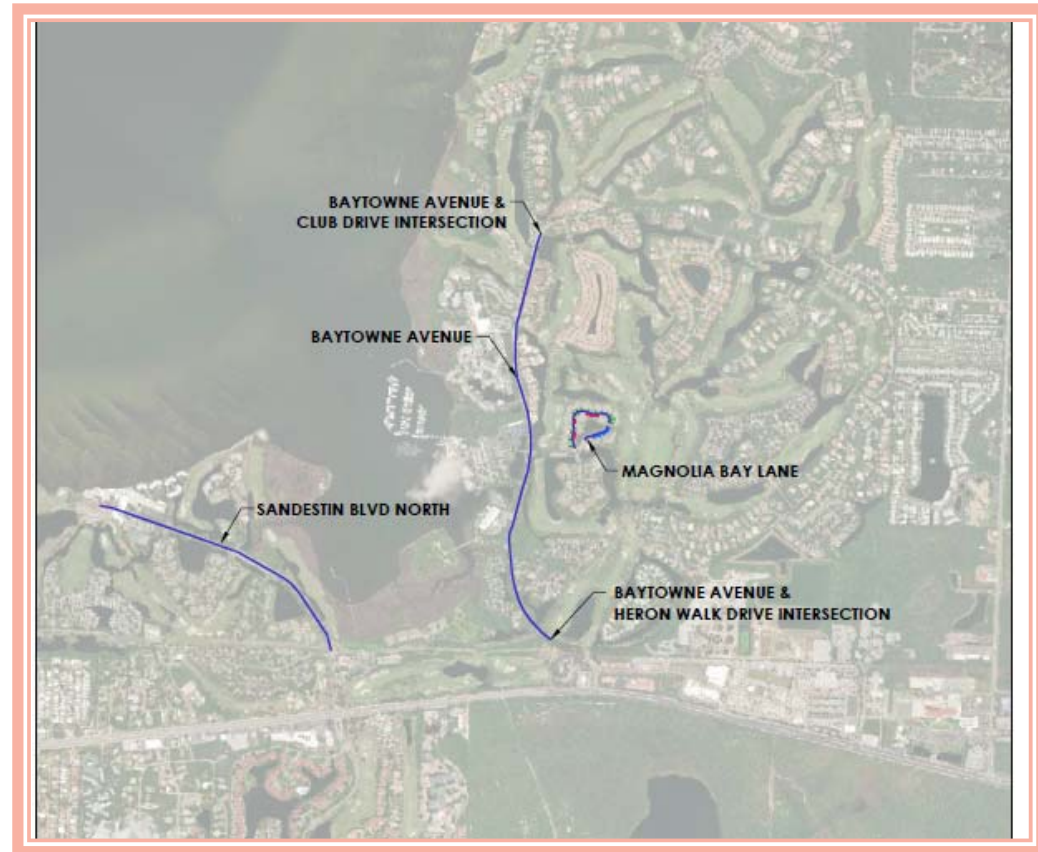 BAYTOWNE AVENUE &
CLUB DRIVE INTERSECTION
BAYTOWNE AVENUE
MAGNOLIA BAY LANE
SANDESTIN BLVD NORTH
BAYTOWNE AVENUE &
HERON WALK DRIVE INTERSECTION